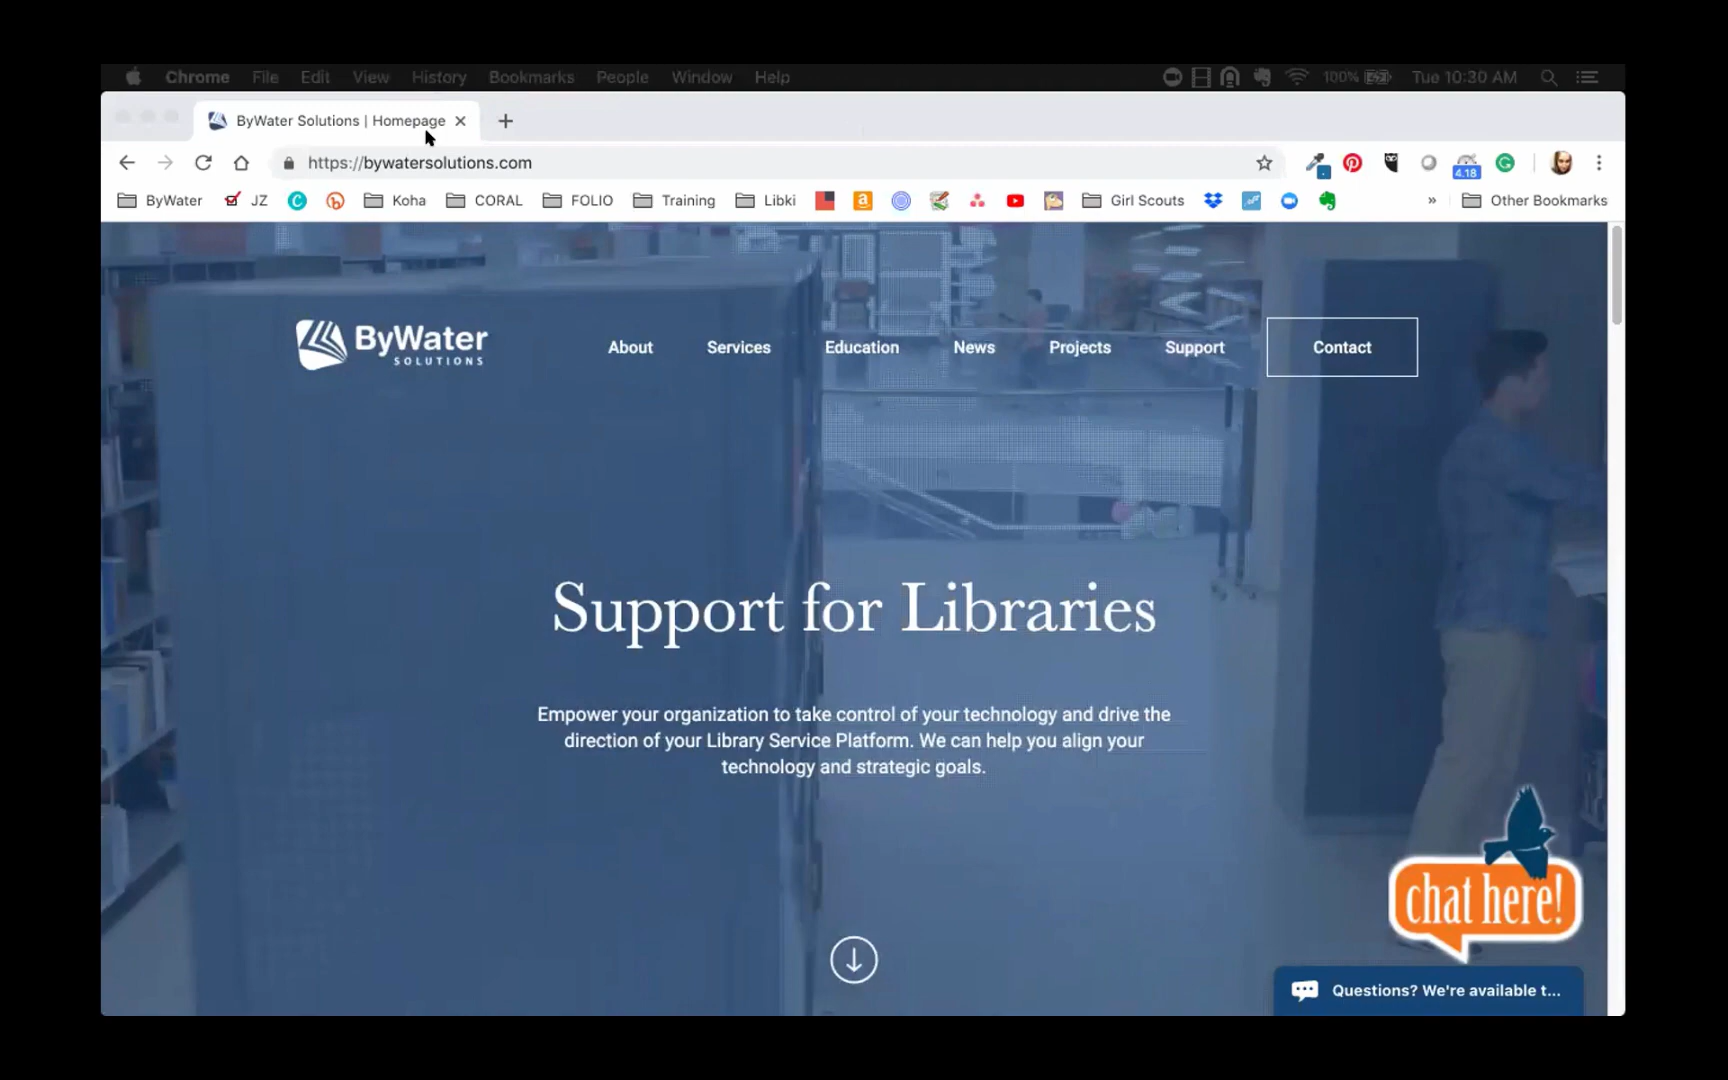 Chrome File Edit View History Bookmarks People Window Help 100% Tue 10:30 AM
ByWater Solutions | Homepage
https://bywatersolutions.com 4.18
ByWater JZ Koha CORAL FOLIO Training Libki Girl Scouts » Other Bookmarks
ByWater SOLUTIONS About Services Education News Projects Support Contact
Support for Libraries
Empower your organization to take control of your technology and drive the
direction of your Library Service Platform. We can help you align your
technology and strategic goals.
chat here!
Questions? We're available t...